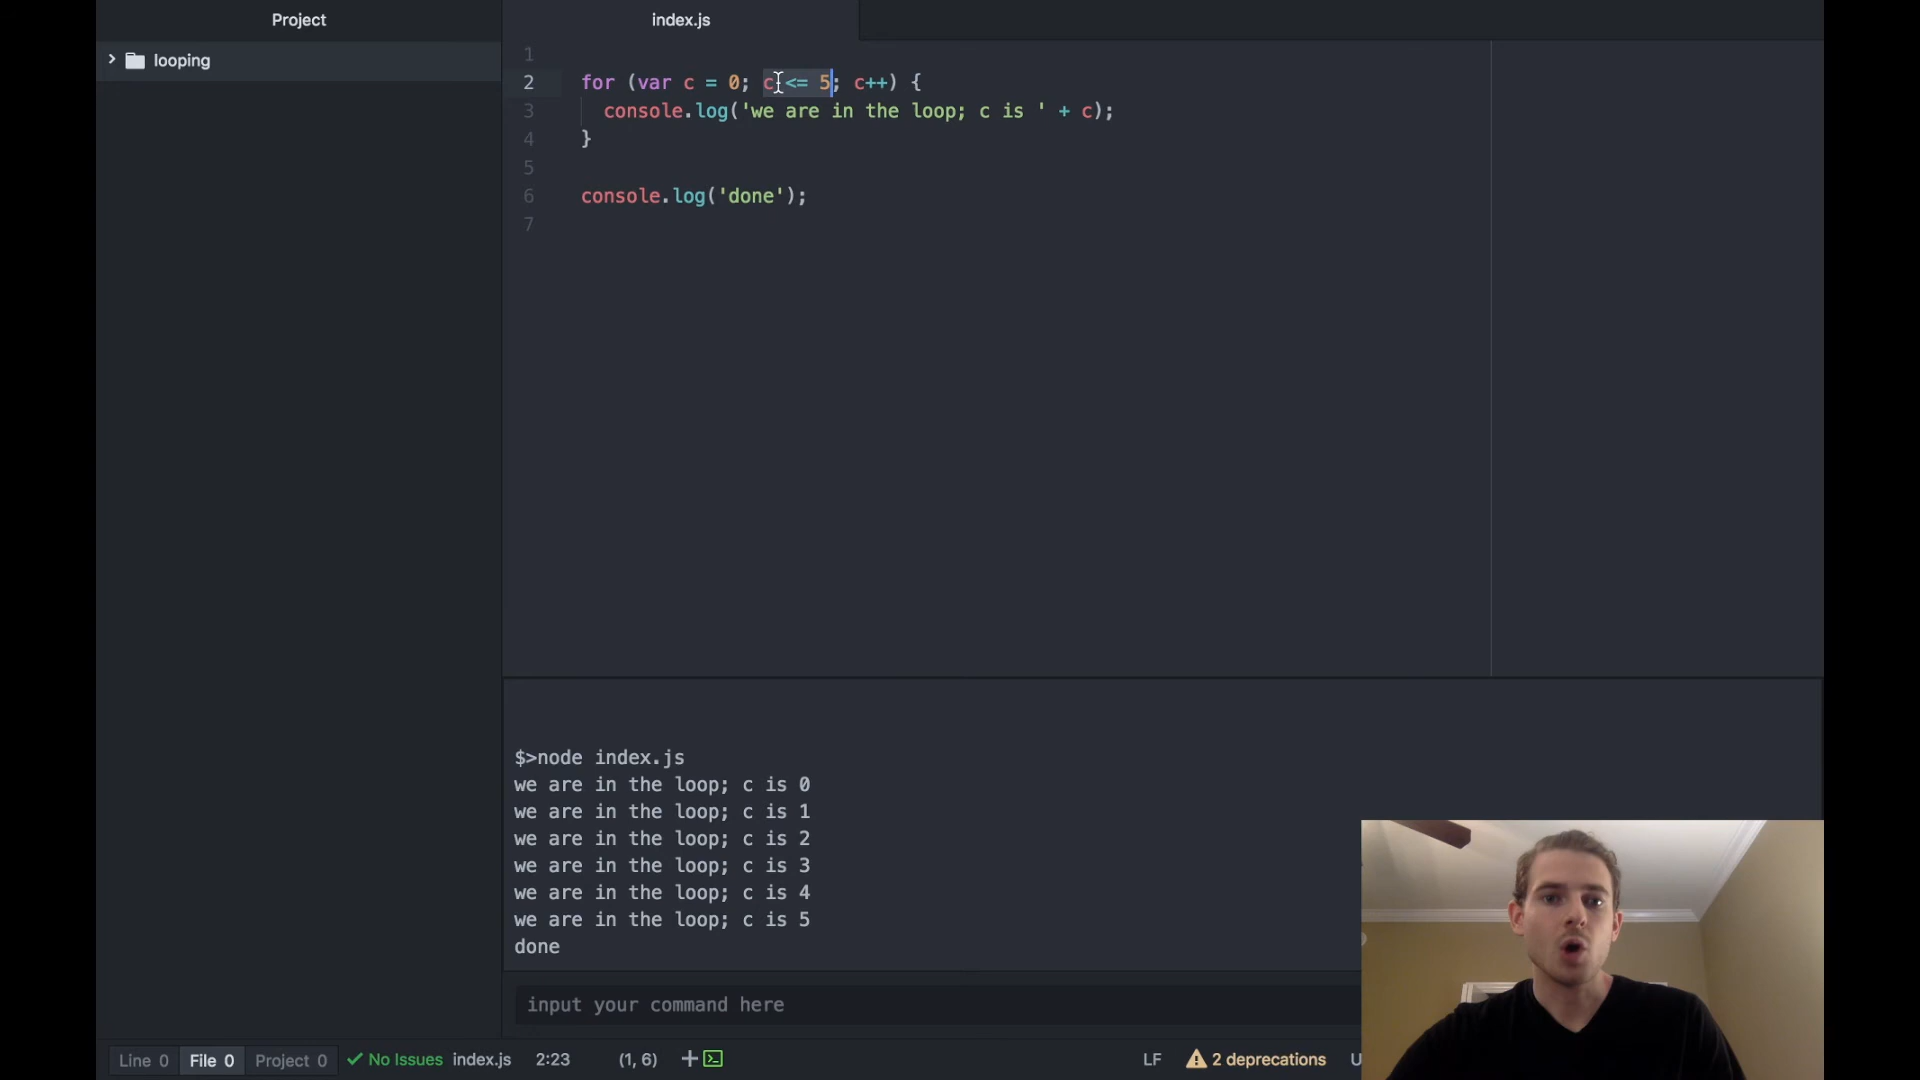 Project
index.js
looping
1
2 for (var c = 0; c <= 5; c++) {
3 console.log('we are in the loop; c is ' + c);
4 }
5
6 console.log('done');
7
$>node index.js
we are in the loop; c is 0
we are in the loop; c is 1
we are in the loop; c is 2
we are in the loop; c is 3
we are in the loop; c is 4
we are in the loop; c is 5
done
input your command here
Line 0 File 0 Project 0 No Issues index.js 2:23 (1, 6) LF 2 deprecations U